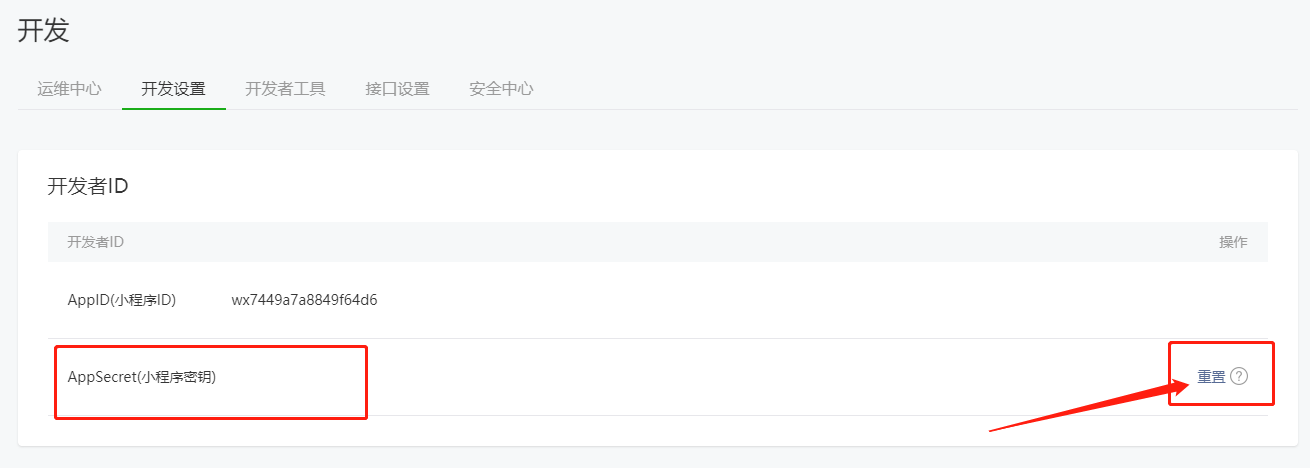 开发
运维中心 开发设置 开发者工具 接口设置 安全中心
开发者ID
开发者ID 操作
AppID(小程序ID) wx7449a7a8849f64d6
AppSecret(小程序密钥) 重置 ?